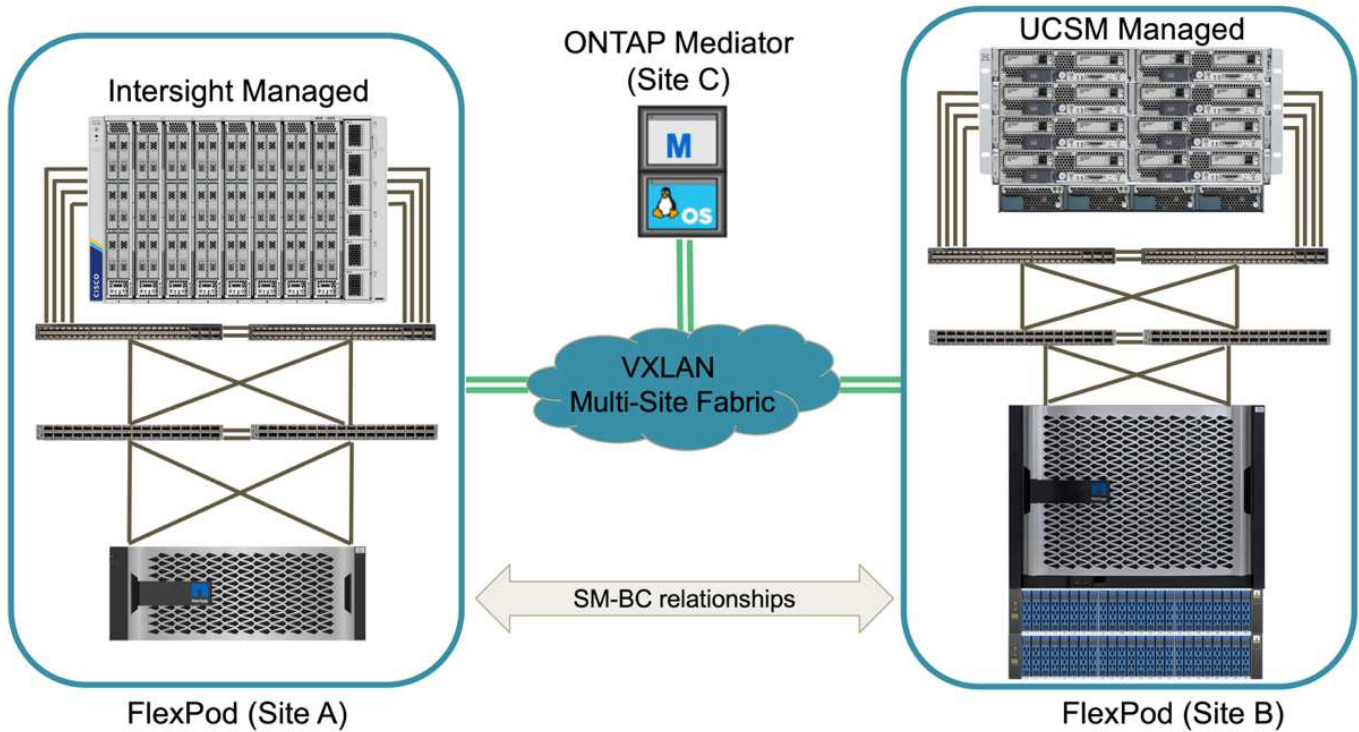 Intersight Managed
ONTAP Mediator
(Site C)
UCSM Managed
M
OS
CISCO
VXLAN
Multi-Site Fabric
SM-BC relationships
FlexPod (Site A)
FlexPod (Site B)